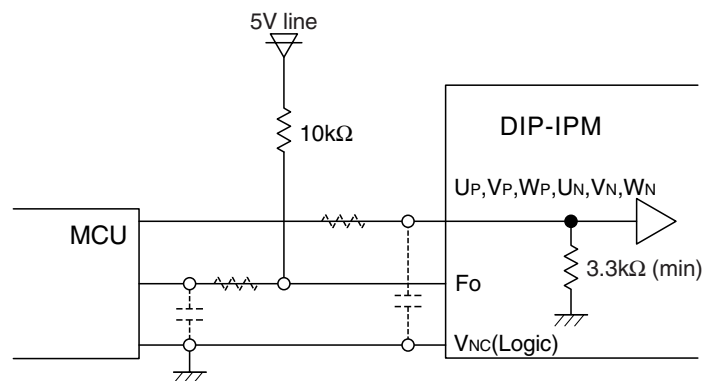 5V line
10kΩ
DIP-IPM
UP,VP,WP,UN,VN,WN
MCU
3.3kΩ (min)
Fo
VNC(Logic)